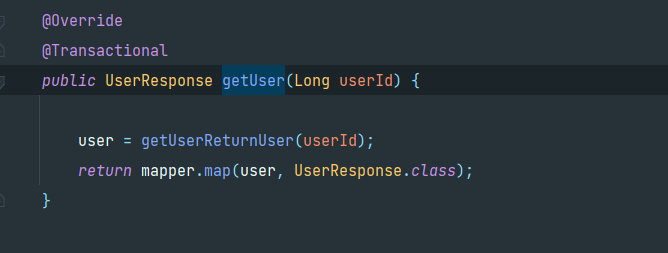 @Override
@Transactional
public UserResponse getUser(Long userId) {
user = getUserReturnUser(userId);
return mapper.map(user, UserResponse.class);
}